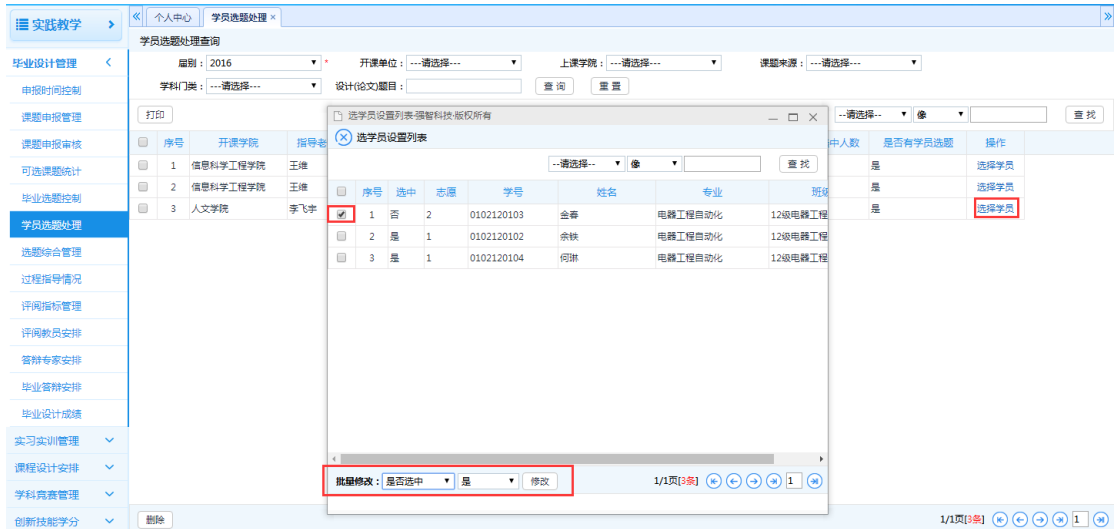 实践教学
个人中心 学员选题处理 ×
学员选题处理查询
毕业设计管理
届别：2016 * 开课单位：---请选择--- 上课学院：---请选择--- 课题来源：---请选择---
学科门类：---请选择--- 设计(论文)题目： 查 询 重 置
申报时间控制
课题申报管理
课题申报审核
可选课题统计
毕业选题控制
学员选题处理
选题综合管理
过程指导情况
评阅指标管理
评阅教员安排
答辩专家安排
毕业答辩安排
毕业设计成绩
实习实训管理
课程设计安排
学科竞赛管理
创新技能学分
打印 --请选择-- 像 查 找
序号 开课学院 指导老 中人数 是否有学员选题 操作
1 信息科学工程学院 王维 是 选择学员
2 信息科学工程学院 王维 是 选择学员
3 人文学院 李飞宇 是 选择学员
选学员设置列表-强智科技·版权所有
选学员设置列表
--请选择-- 像 查 找
序号 选中 志愿 学号 姓名 专业 班级
1 否 2 0102120103 金春 电器工程自动化 12级电器工程
2 是 1 0102120102 余铁 电器工程自动化 12级电器工程
3 是 1 0102120104 何琳 电器工程自动化 12级电器工程
批量修改：是否选中 是 修改 1/1页[3条] 1
删除 1/1页[3条] 1